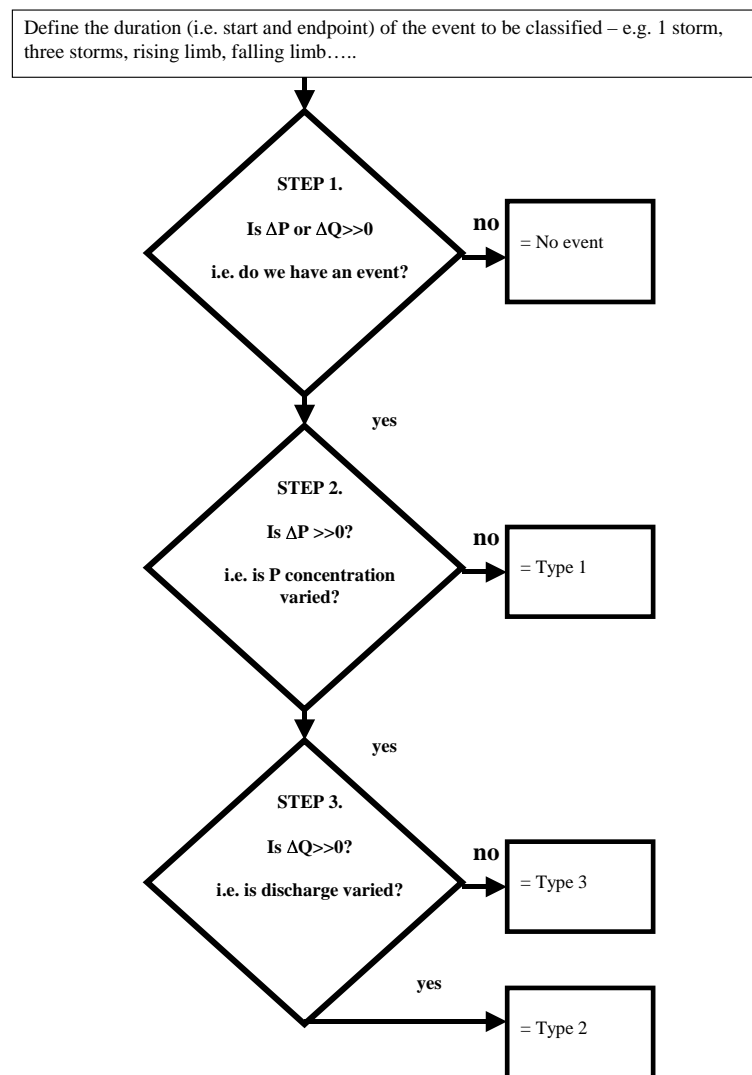 Define the duration (i.e. start and endpoint) of the event to be classified – e.g. 1 storm,
three storms, rising limb, falling limb…..
STEP 1.
Is ΔP or ΔQ>>0
i.e. do we have an event?
no
= No event
yes
STEP 2.
Is ΔP >>0?
i.e. is P concentration
varied?
no
= Type 1
yes
STEP 3.
Is ΔQ>>0?
i.e. is discharge varied?
no
= Type 3
yes
= Type 2